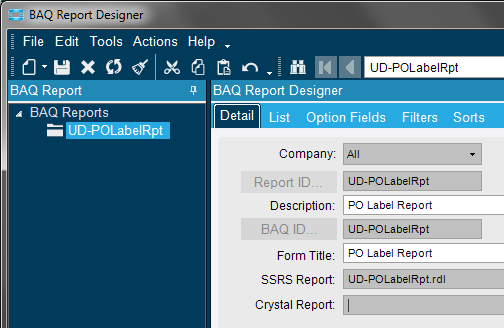 BAQ Report Designer
File Edit Tools Actions Help
UD-POLabelRpt
BAQ Report
BAQ Reports
UD-POLabelRpt
BAQ Report Designer
Detail List Option Fields Filters Sorts
Company: All
Report ID... UD-POLabelRpt
Description: PO Label Report
BAQ ID... UD-POLabelRpt
Form Title: PO Label Report
SSRS Report: UD-POLabelRpt.rdl
Crystal Report: